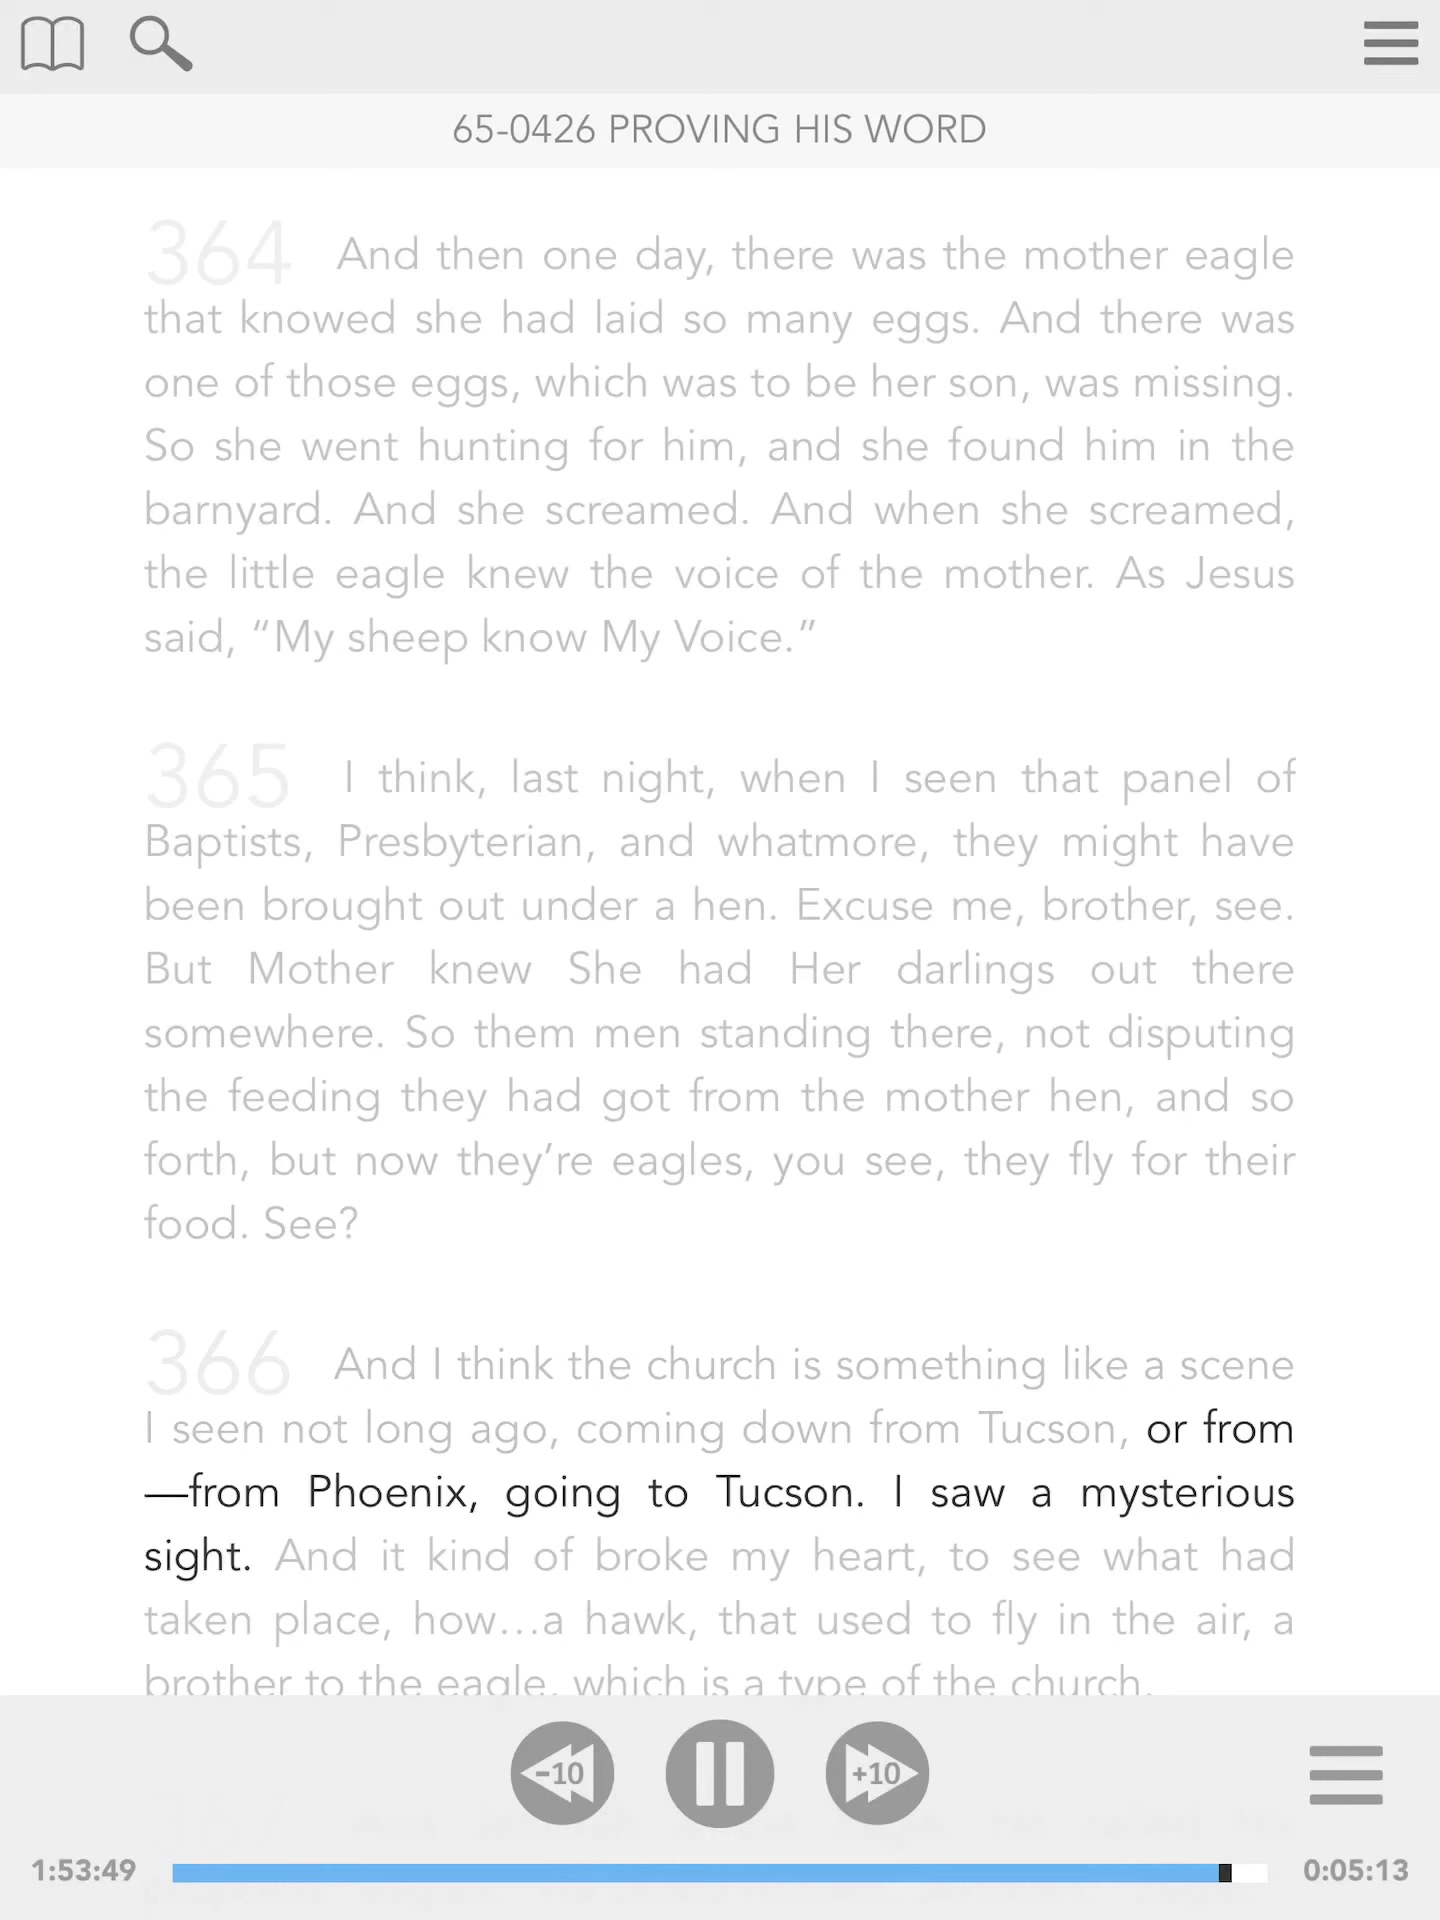 65-0426 PROVING HIS WORD
364 And then one day, there was the mother eagle
that knowed she had laid so many eggs. And there was
one of those eggs, which was to be her son, was missing.
So she went hunting for him, and she found him in the
barnyard. And she screamed. And when she screamed,
the little eagle knew the voice of the mother. As Jesus
said, “My sheep know My Voice.”
365 I think, last night, when I seen that panel of
Baptists, Presbyterian, and whatmore, they might have
been brought out under a hen. Excuse me, brother, see.
But Mother knew She had Her darlings out there
somewhere. So them men standing there, not disputing
the feeding they had got from the mother hen, and so
forth, but now they’re eagles, you see, they fly for their
food. See?
366 And I think the church is something like a scene
I seen not long ago, coming down from Tucson, or from
—from Phoenix, going to Tucson. I saw a mysterious
sight. And it kind of broke my heart, to see what had
taken place, how…a hawk, that used to fly in the air, a
brother to the eagle, which is a type of the church.
-10 +10
1:53:49 0:05:13